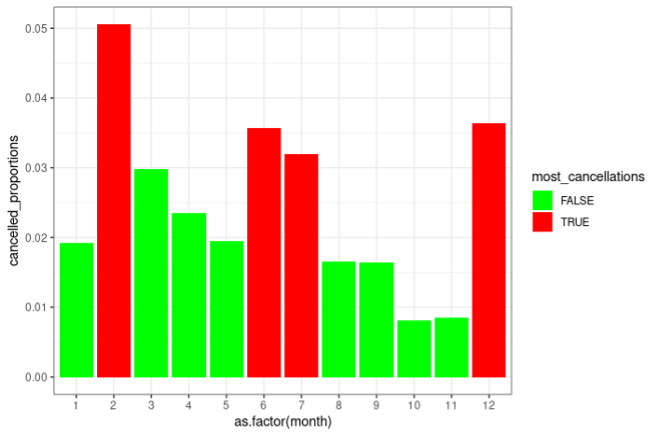 0.05
0.04
0.03
0.02
0.01
0.00
cancelled_proportions
1 2 3 4 5 6 7 8 9 10 11 12
as.factor(month)
most_cancellations
FALSE
TRUE